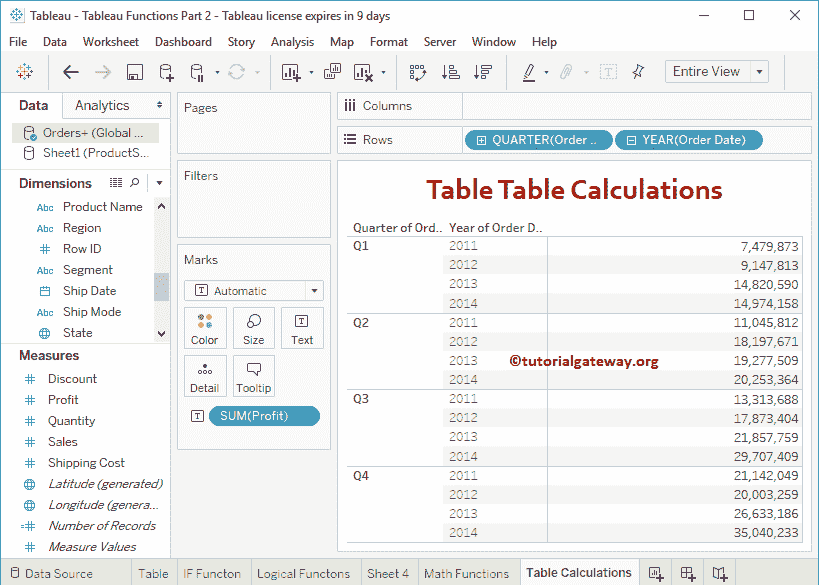 Tableau - Tableau Functions Part 2 - Tableau license expires in 9 days
File Data Worksheet Dashboard Story Analysis Map Format Server Window Help
Entire View
Data Analytics
Orders+ (Global ...
Sheet1 (ProductS...
Dimensions
Abc Product Name
Abc Region
Row ID
Abc Segment
Ship Date
Abc Ship Mode
State
Measures
Discount
Profit
Quantity
Sales
Shipping Cost
Latitude (generated)
Longitude (genera...
Number of Records
Measure Values
Pages
Filters
Marks
Automatic
Color Size Text
Detail Tooltip
SUM(Profit)
Columns
Rows QUARTER(Order .. YEAR(Order Date)
Table Table Calculations
Quarter of Ord.. Year of Order D..
Q1 2011 7,479,873
2012 9,147,813
2013 14,820,590
2014 14,974,158
Q2 2011 11,045,812
2012 18,197,671
2013 19,277,509
2014 20,253,364
Q3 2011 13,313,688
2012 17,873,404
2013 21,857,759
2014 29,707,409
Q4 2011 21,142,049
2012 20,003,259
2013 26,633,186
2014 35,040,233
©tutorialgateway.org
Data Source Table IF Functon Logical Functons Sheet 4 Math Functions Table Calculations